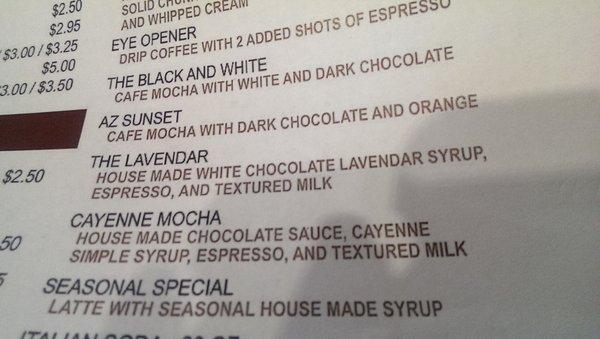 $2.50
SOLID CHUN
AND WHIPPED CREAM
$2.95
EYE OPENER
/ $3.00 / $3.25
DRIP COFFEE WITH 2 ADDED SHOTS OF ESPRESSO
$5.00
THE BLACK AND WHITE
3.00 / $3.50
CAFE MOCHA WITH WHITE AND DARK CHOCOLATE
AZ SUNSET
CAFE MOCHA WITH DARK CHOCOLATE AND ORANGE
THE LAVENDAR
$2.50
HOUSE MADE WHITE CHOCOLATE LAVENDAR SYRUP,
ESPRESSO, AND TEXTURED MILK
CAYENNE MOCHA
50
HOUSE MADE CHOCOLATE SAUCE, CAYENNE
SIMPLE SYRUP, ESPRESSO, AND TEXTURED MILK
SEASONAL SPECIAL
LATTE WITH SEASONAL HOUSE MADE SYRUP
ITALIAN SODA